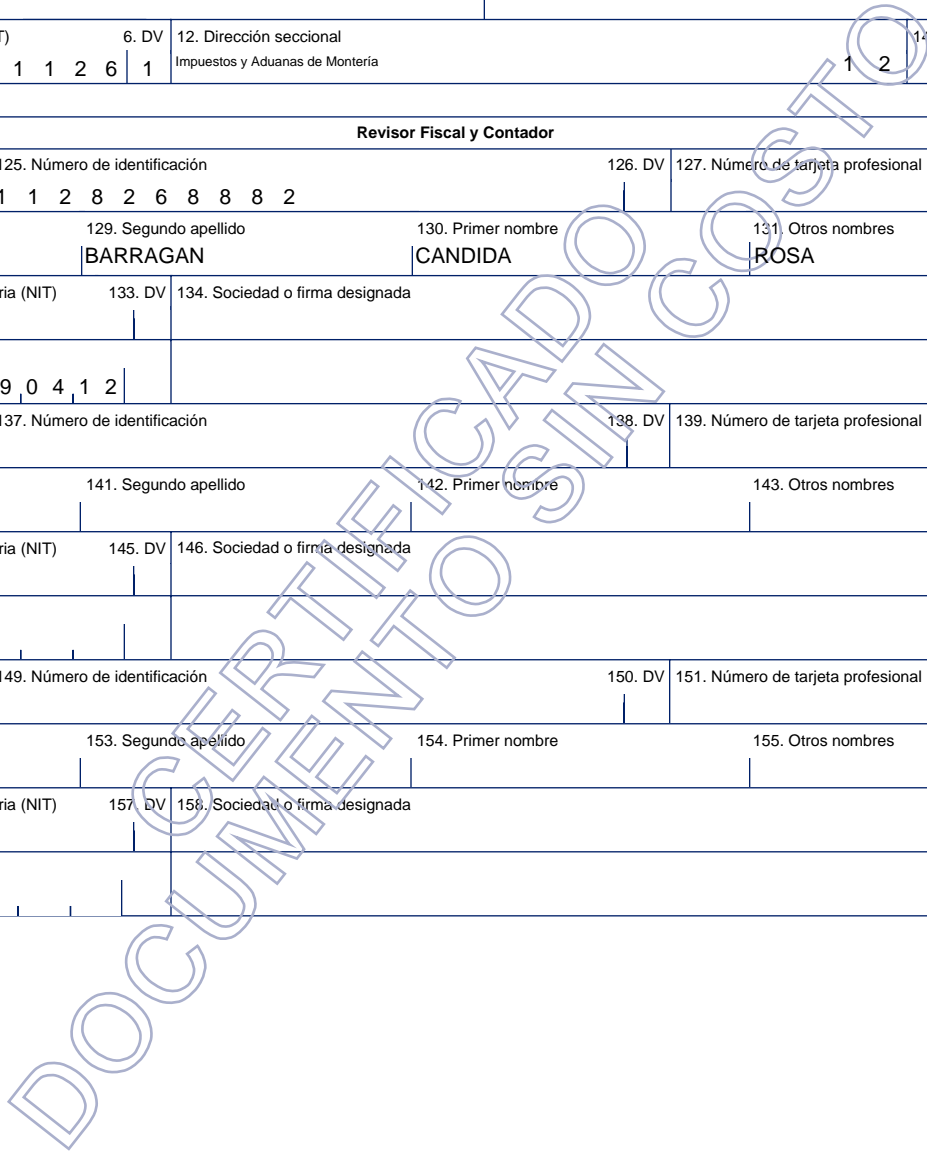 T) 6. DV 12. Dirección seccional 14
1 1 2 6 1 Impuestos y Aduanas de Montería 1 2
Revisor Fiscal y Contador
125. Número de identificación 126. DV 127. Número de tarjeta profesional
1 1 2 8 2 6 8 8 8 2
129. Segundo apellido 130. Primer nombre 131. Otros nombres
BARRAGAN CANDIDA ROSA
ria (NIT) 133. DV 134. Sociedad o firma designada
9 0 4 1 2
137. Número de identificación 138. DV 139. Número de tarjeta profesional
141. Segundo apellido 142. Primer nombre 143. Otros nombres
ria (NIT) 145. DV 146. Sociedad o firma designada
149. Número de identificación 150. DV 151. Número de tarjeta profesional
153. Segundo apellido 154. Primer nombre 155. Otros nombres
ria (NIT) 157. DV 158. Sociedad o firma designada
CERTIFICADO
DOCUMENTO SIN COSTO